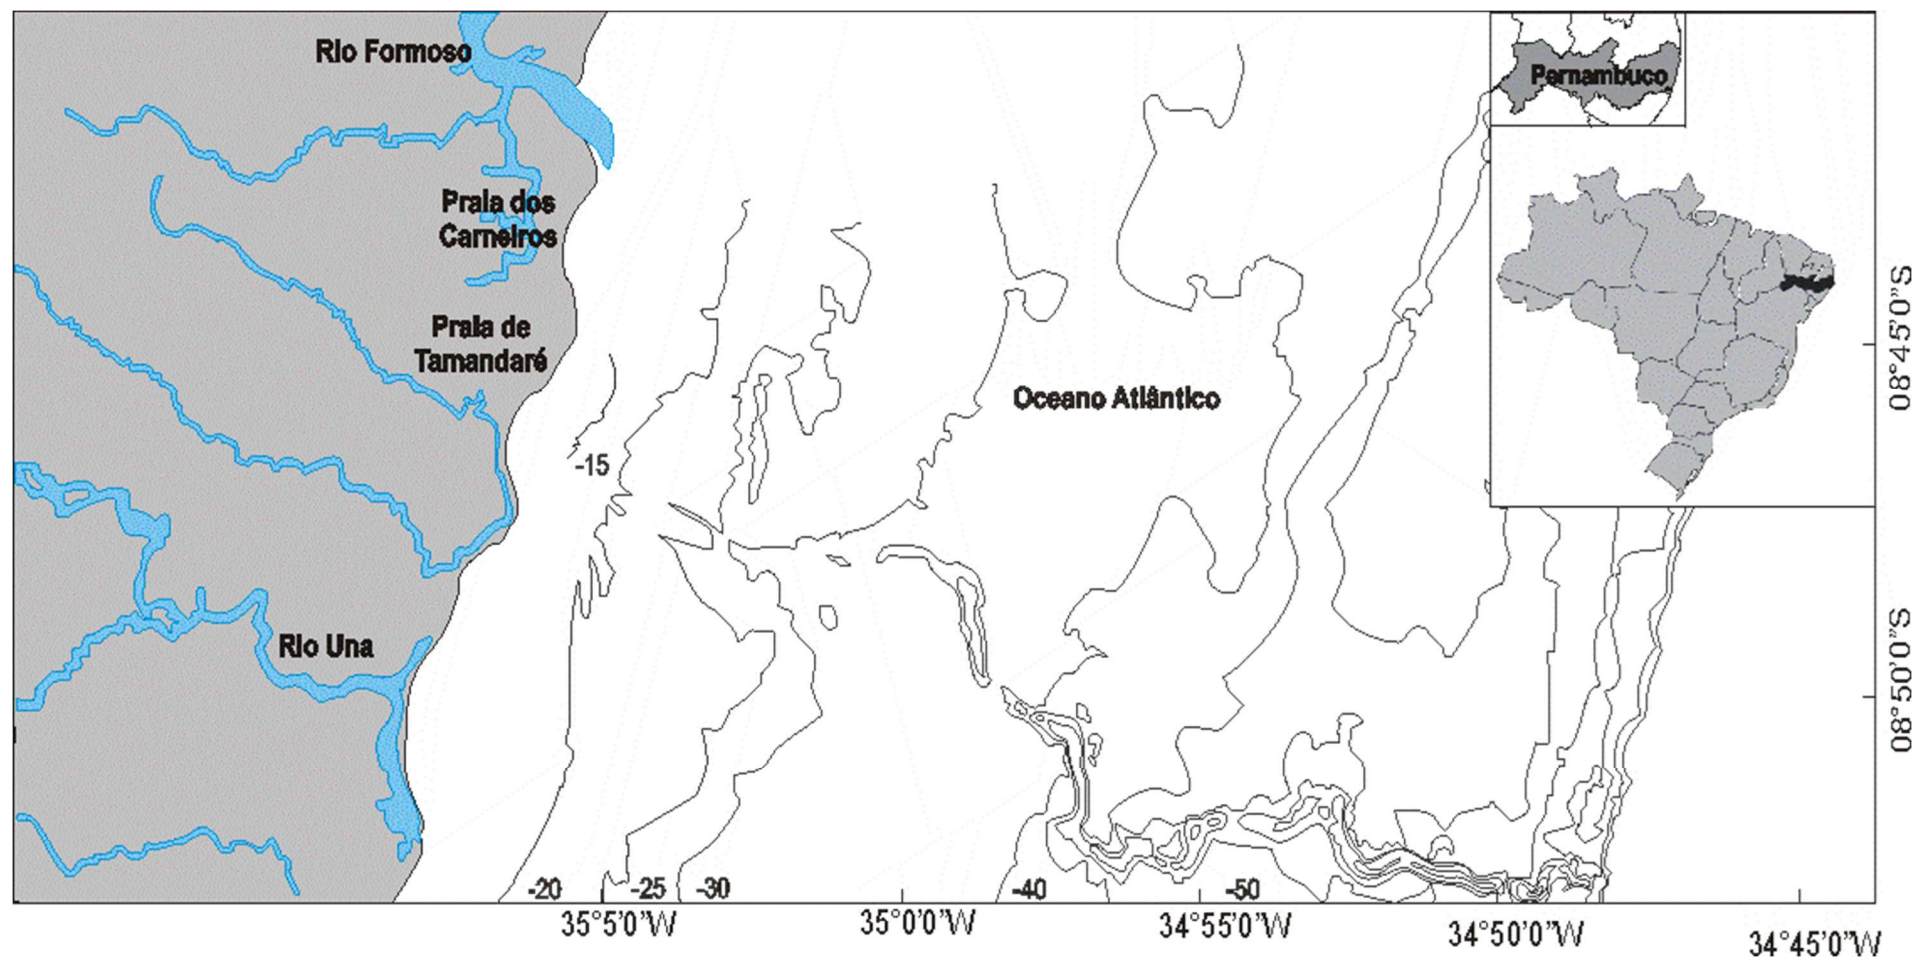 Rio Formoso
Pernambuco
Praia dos
Carneiros
Praia de
Tamandaré
08°45'0"S
Oceano Atlântico
-15
Rio Una
08°50'0"S
-20
-25
-30
-40
-50
35°5'0"W
35°0'0"W
34°55'0"W
34°50'0"W
34°45'0"W